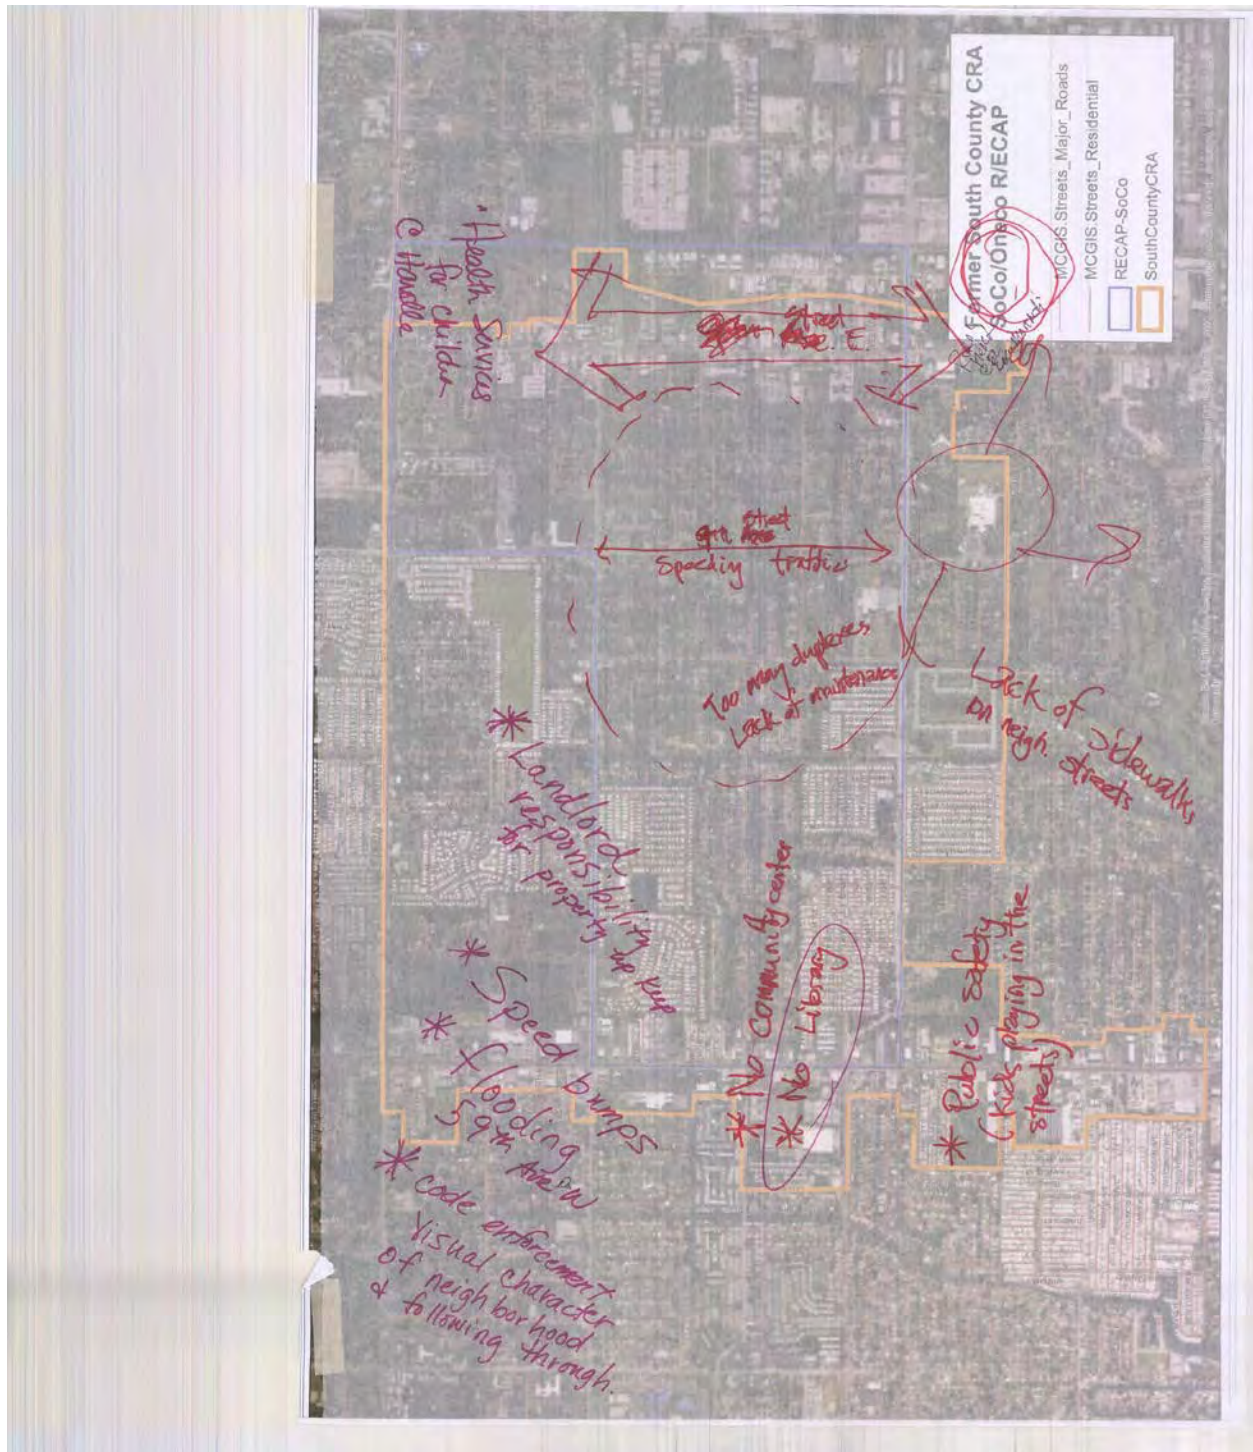 Former South County CRA
SoCo/Oneco R/ECAP
MCGIS.Streets_Major_Roads
MCGIS.Streets_Residential
RECAP-SoCo
SouthCountyCRA
• Health Services
for children
@
street
E.
street
Speeding traffic
Too many duplexes
Lack of maintenance
Lack of sidewalks
on neigh. streets
* Landlord
responsibility
for property up keep
* No community center
* No Library
* Public safety
(kids playing in the
streets)
* Speed bumps
* flooding
59th Ave W
* code enforcement
visual character
of neighborhood
& following through.